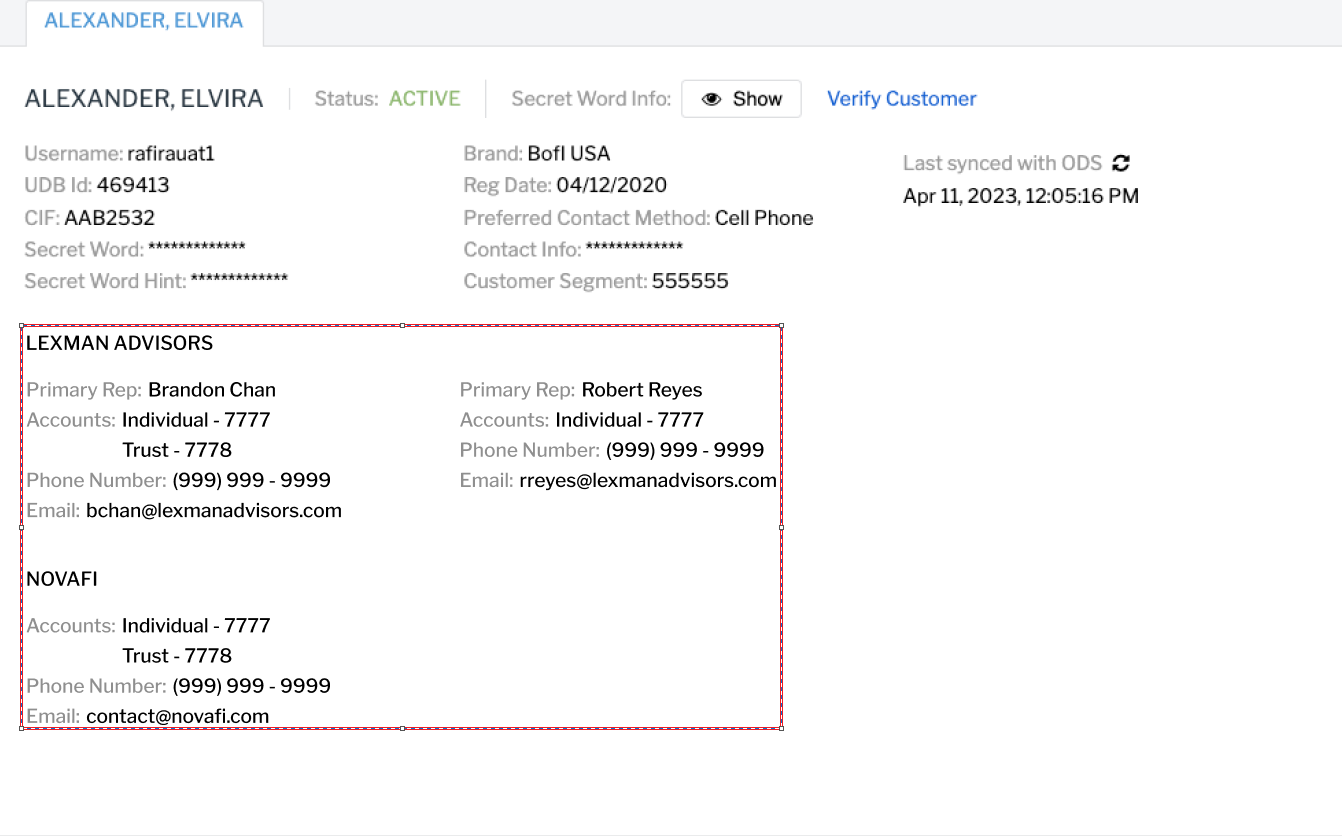 ALEXANDER, ELVIRA
ALEXANDER, ELVIRA Status: ACTIVE Secret Word Info: Show Verify Customer
Username: rafirauat1
UDB Id: 469413
CIF: AAB2532
Secret Word: *************
Secret Word Hint: *************
Brand: BofI USA
Reg Date: 04/12/2020
Preferred Contact Method: Cell Phone
Contact Info: *************
Customer Segment: 555555
Last synced with ODS
Apr 11, 2023, 12:05:16 PM
LEXMAN ADVISORS
Primary Rep: Brandon Chan
Accounts: Individual - 7777
Trust - 7778
Phone Number: (999) 999 - 9999
Email: bchan@lexmanadvisors.com
Primary Rep: Robert Reyes
Accounts: Individual - 7777
Phone Number: (999) 999 - 9999
Email: rreyes@lexmanadvisors.com
NOVAFI
Accounts: Individual - 7777
Trust - 7778
Phone Number: (999) 999 - 9999
Email: contact@novafi.com